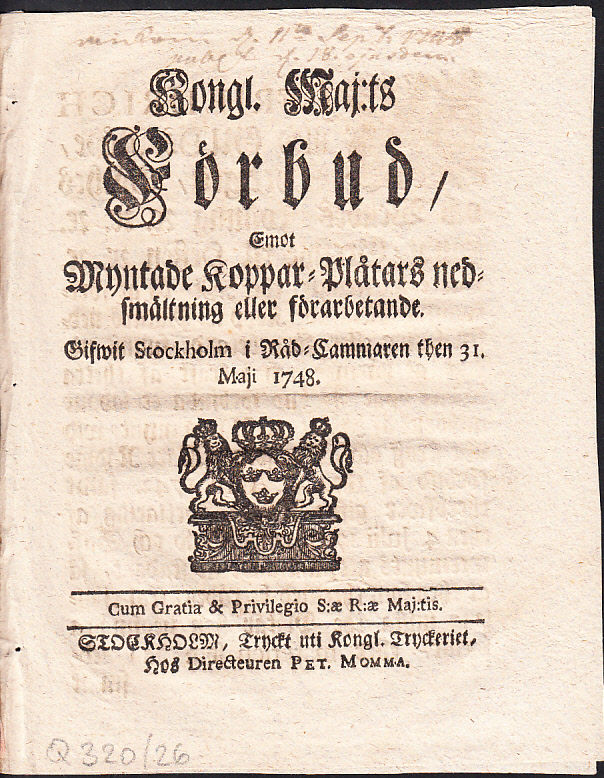 Kongl. Maj:ts
Förbud/
Emot
Myntade Koppar-Plåtars ned-
smältning eller förarbetande.
Gifwit Stockholm i Råd-Cammaren then 31.
Maji 1748.
Cum Gratia & Privilegio S:æ R:æ Maj:tis.
STOCKHOLM, Tryckt uti Kongl. Tryckeriet,
Hos Directeuren PET. MOMMA.
Q 320/26